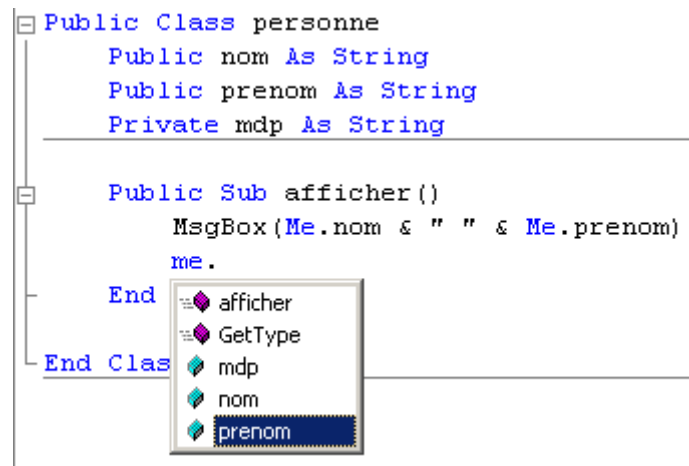 Public Class personne
Public nom As String
Public prenom As String
Private mdp As String
Public Sub afficher()
MsgBox(Me.nom & " " & Me.prenom)
me.
End
afficher
GetType
mdp
nom
prenom
End Clas